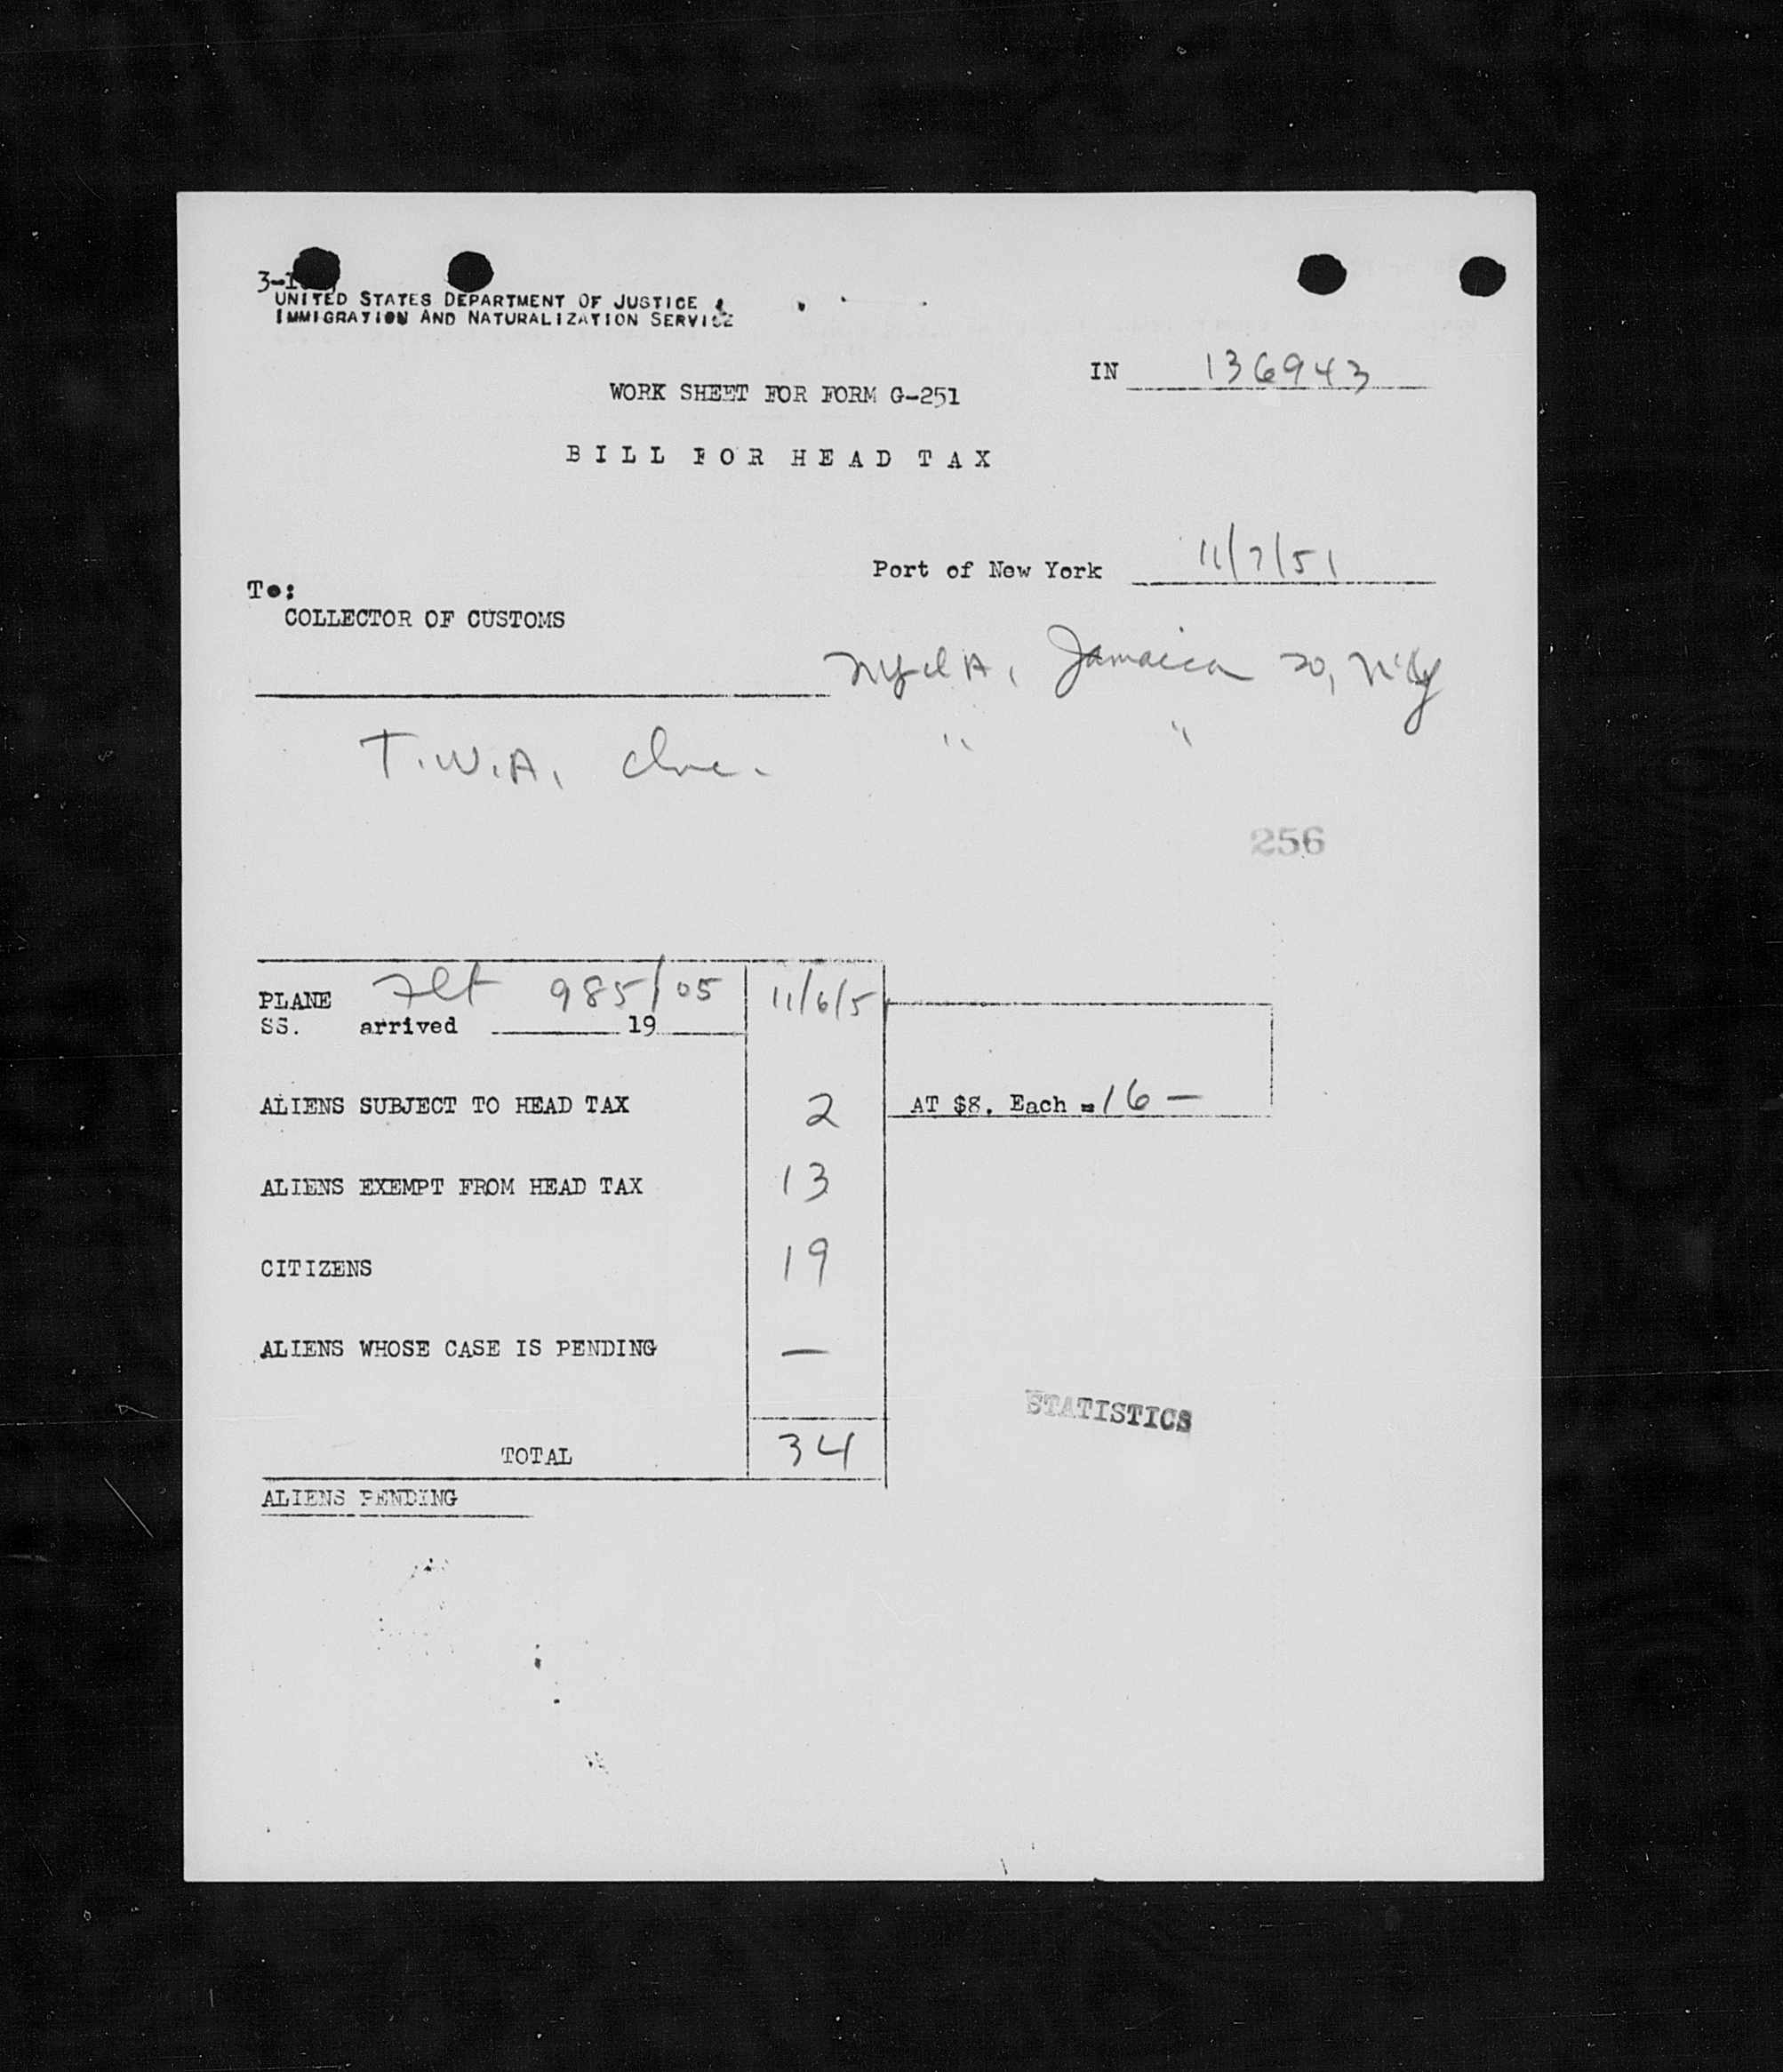 UNITED STATES DEPARTMENT OF JUSTICE
IMMIGRATION AND NATURALIZATION SERVICE
IN 136943
WORK SHEET FOR FORM G-251
BILL FOR HEAD TAX
Port of New York 11/7/51
To:
COLLECTOR OF CUSTOMS
Jamaica 20, N.Y.
T.W.A, Inc. " "
256
PLANE Flt 985/05 11/6/5
SS. arrived 19
ALIENS SUBJECT TO HEAD TAX 2 AT $8. Each = 16 —
ALIENS EXEMPT FROM HEAD TAX 13
CITIZENS 19
ALIENS WHOSE CASE IS PENDING —
STATISTICS
TOTAL 34
ALIENS PENDING